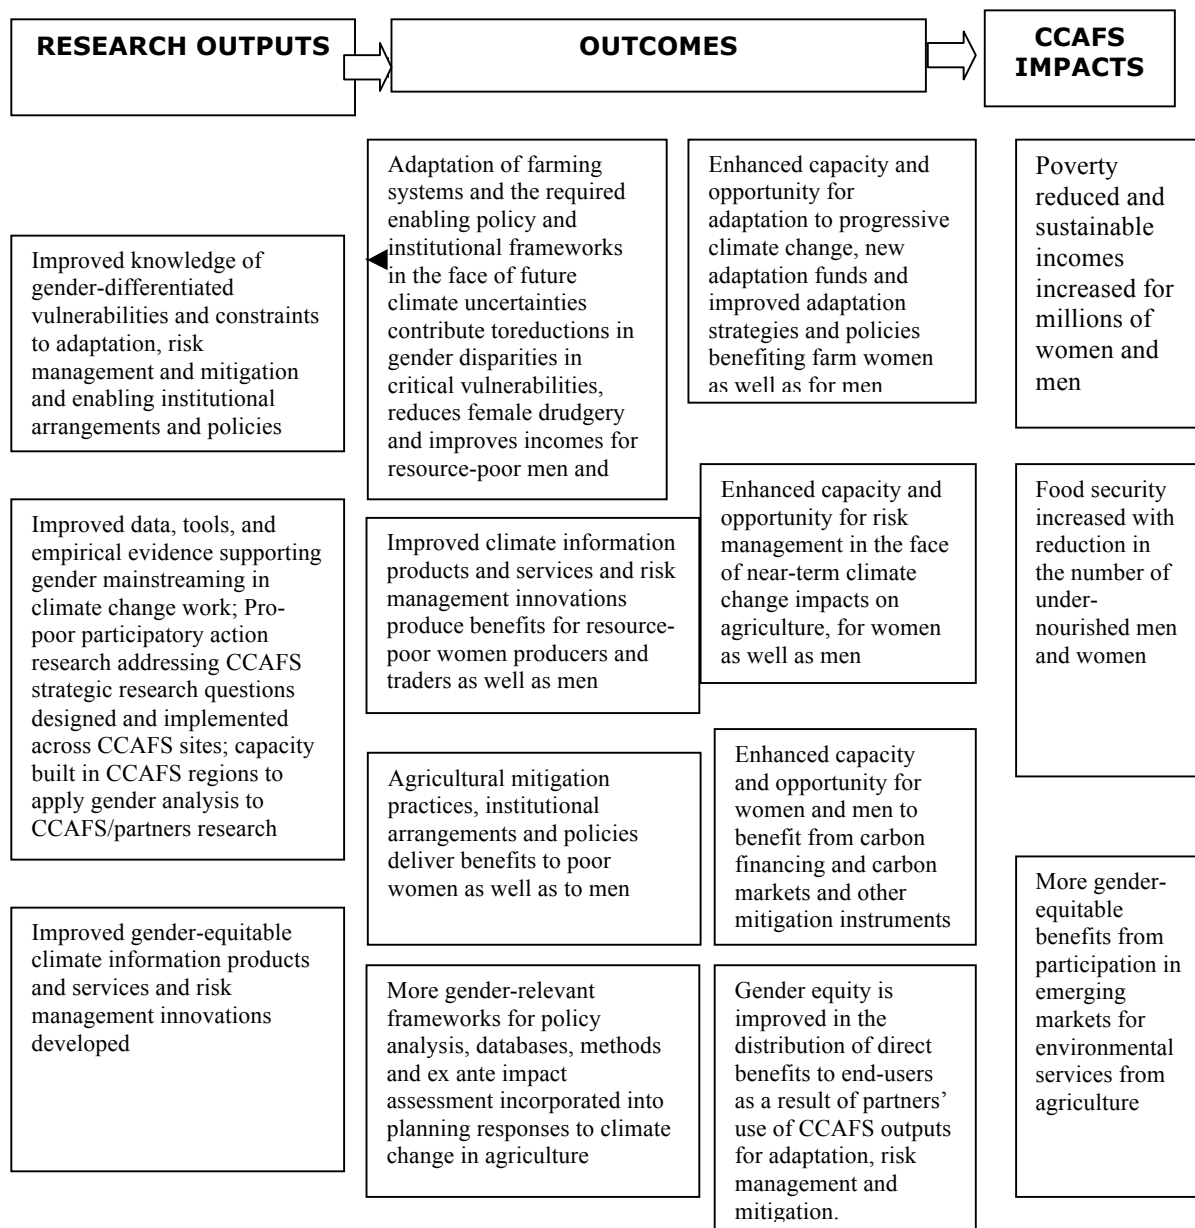 RESEARCH OUTPUTS
OUTCOMES
CCAFS
IMPACTS
Improved knowledge of
gender-differentiated
vulnerabilities and constraints
to adaptation, risk
management and mitigation
and enabling institutional
arrangements and policies
Improved data, tools, and
empirical evidence supporting
gender mainstreaming in
climate change work; Pro-
poor participatory action
research addressing CCAFS
strategic research questions
designed and implemented
across CCAFS sites; capacity
built in CCAFS regions to
apply gender analysis to
CCAFS/partners research
Improved gender-equitable
climate information products
and services and risk
management innovations
developed
Adaptation of farming
systems and the required
enabling policy and
institutional frameworks
in the face of future
climate uncertainties
contribute toreductions in
gender disparities in
critical vulnerabilities,
reduces female drudgery
and improves incomes for
resource-poor men and
Improved climate information
products and services and risk
management innovations
produce benefits for resource-
poor women producers and
traders as well as men
Agricultural mitigation
practices, institutional
arrangements and policies
deliver benefits to poor
women as well as to men
More gender-relevant
frameworks for policy
analysis, databases, methods
and ex ante impact
assessment incorporated into
planning responses to climate
change in agriculture
Enhanced capacity and
opportunity for
adaptation to progressive
climate change, new
adaptation funds and
improved adaptation
strategies and policies
benefiting farm women
as well as for men
Enhanced capacity and
opportunity for risk
management in the face
of near-term climate
change impacts on
agriculture, for women
as well as men
Enhanced capacity
and opportunity for
women and men to
benefit from carbon
financing and carbon
markets and other
mitigation instruments
Gender equity is
improved in the
distribution of direct
benefits to end-users
as a result of partners’
use of CCAFS outputs
for adaptation, risk
management and
mitigation.
Poverty
reduced and
sustainable
incomes
increased for
millions of
women and
men
Food security
increased with
reduction in
the number of
under-
nourished men
and women
More gender-
equitable
benefits from
participation in
emerging
markets for
environmental
services from
agriculture